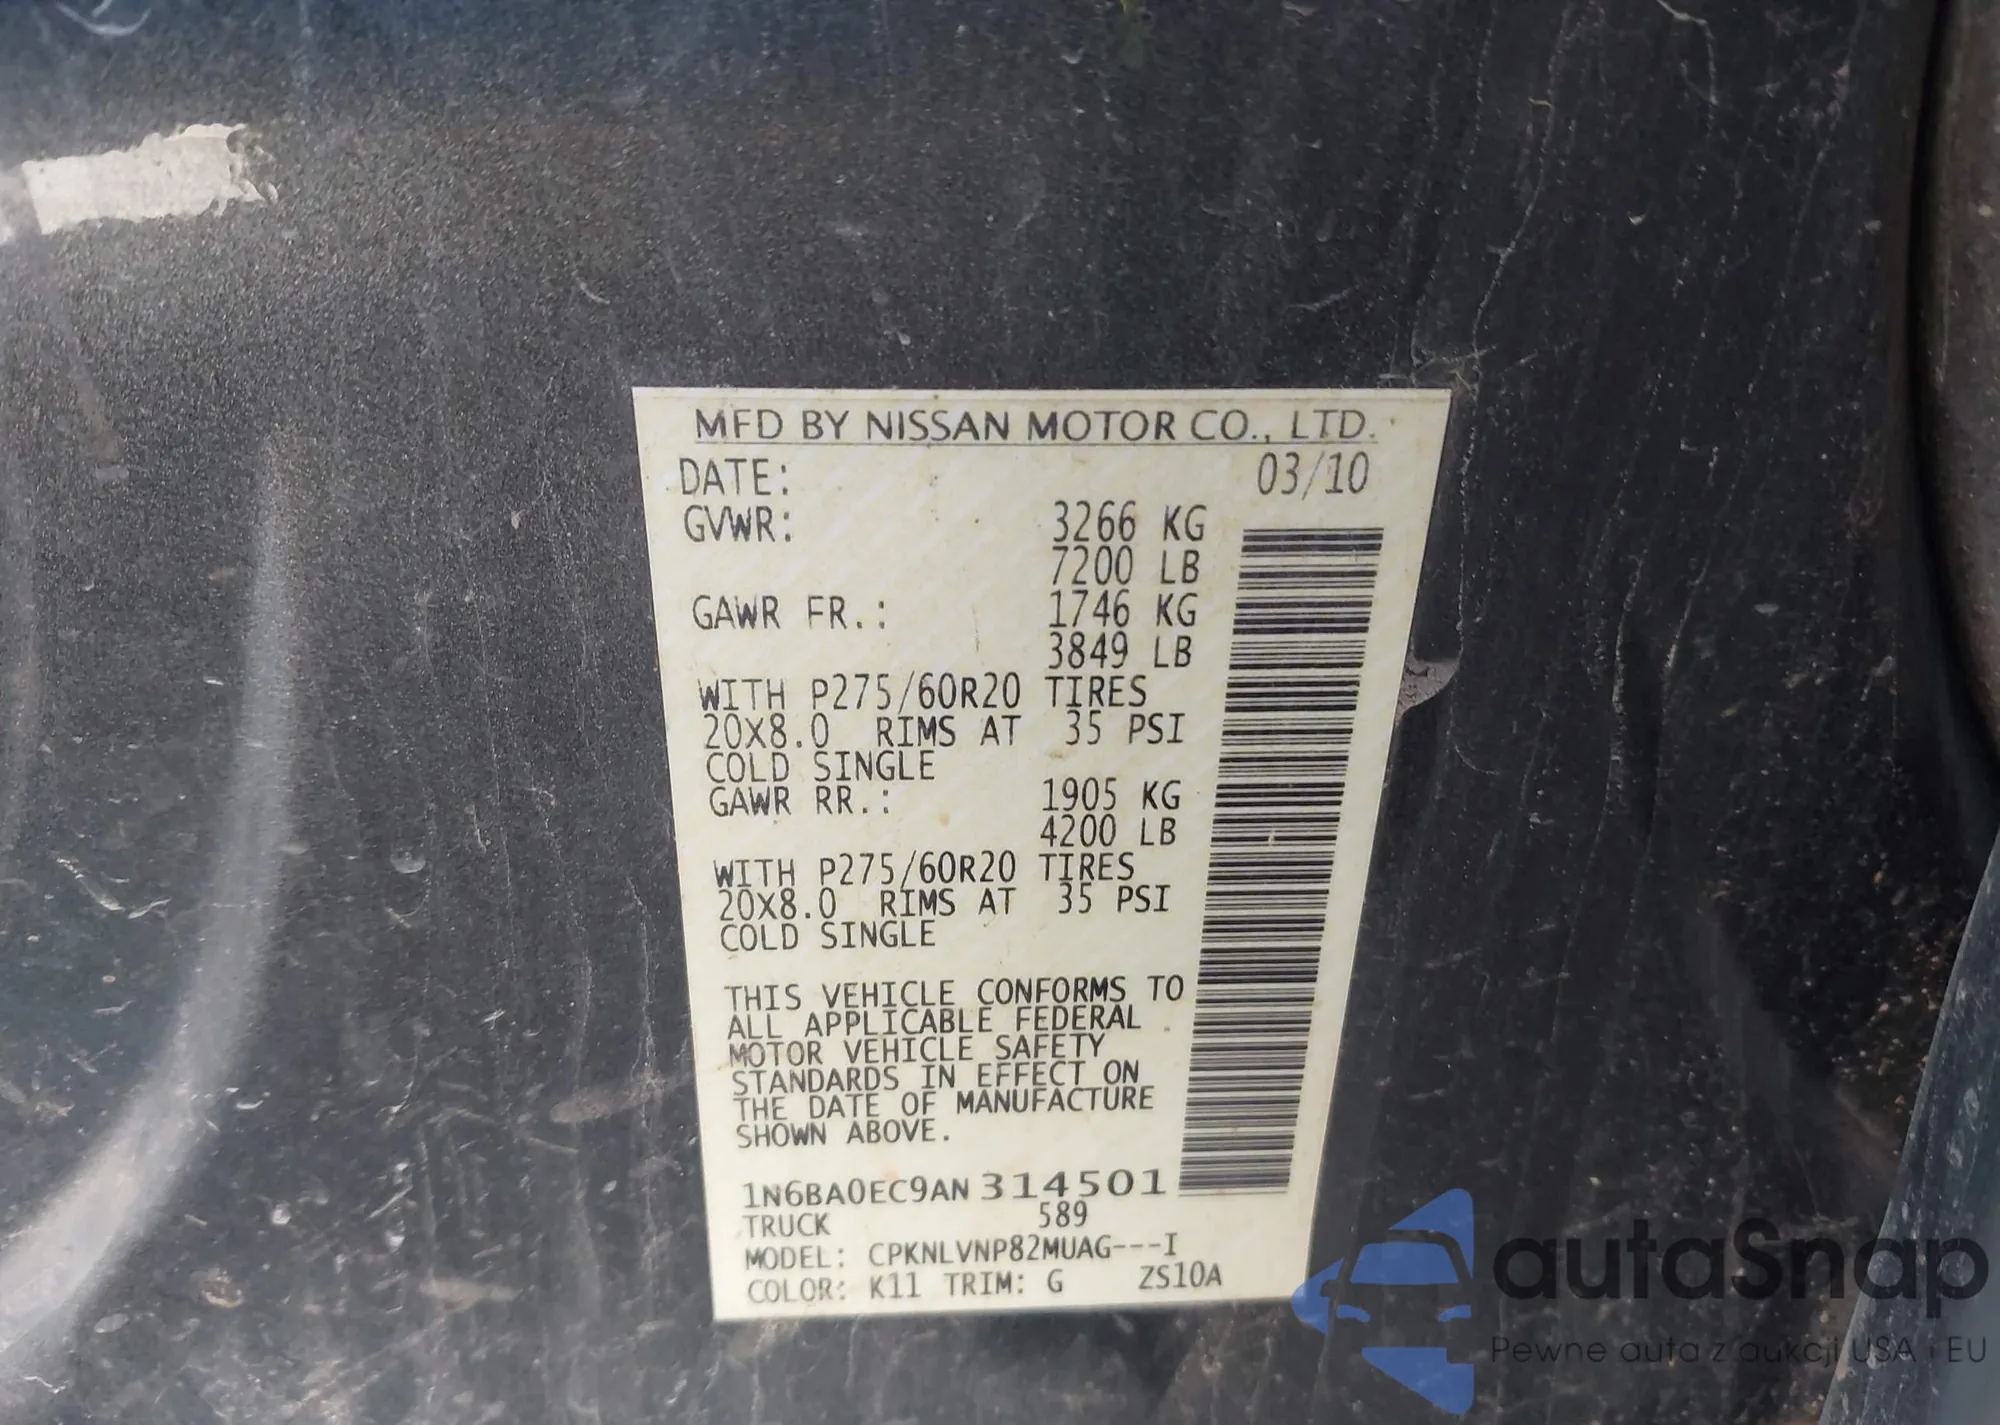 MFD BY NISSAN MOTOR CO., LTD.
DATE: 03/10
GVWR: 3266 KG
7200 LB
GAWR FR.: 1746 KG
3849 LB
WITH P275/60R20 TIRES
20X8.0 RIMS AT 35 PSI
COLD SINGLE
GAWR RR.: 1905 KG
4200 LB
WITH P275/60R20 TIRES
20X8.0 RIMS AT 35 PSI
COLD SINGLE
THIS VEHICLE CONFORMS TO
ALL APPLICABLE FEDERAL
MOTOR VEHICLE SAFETY
STANDARDS IN EFFECT ON
THE DATE OF MANUFACTURE
SHOWN ABOVE.
1N6BA0EC9AN314501
TRUCK 589
MODEL: CPKNLVNP82MUAG---I
COLOR: K11 TRIM: G ZS10A
autaSnap
Pewne auta z aukcji USA i EU